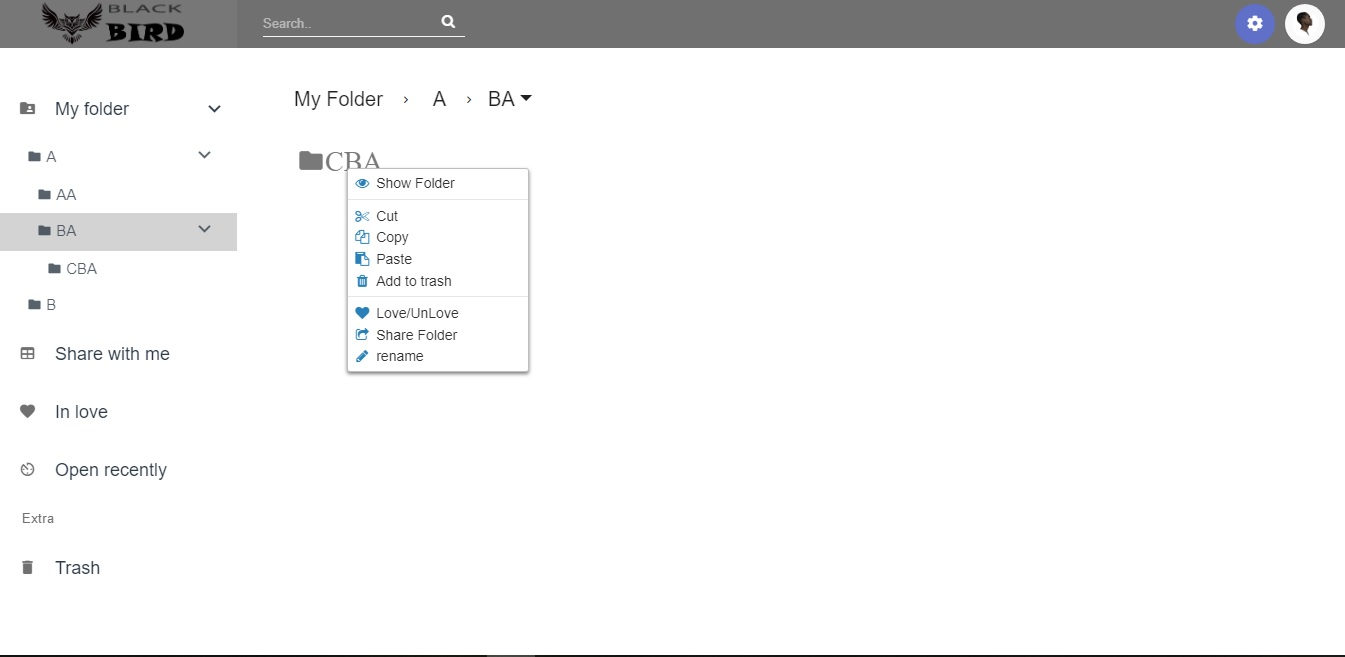 BLACK
BIRD
Search..
My folder
A
AA
BA
CBA
B
Share with me
In love
Open recently
Extra
Trash
My Folder › A › BA
CBA
Show Folder
Cut
Copy
Paste
Add to trash
Love/UnLove
Share Folder
rename